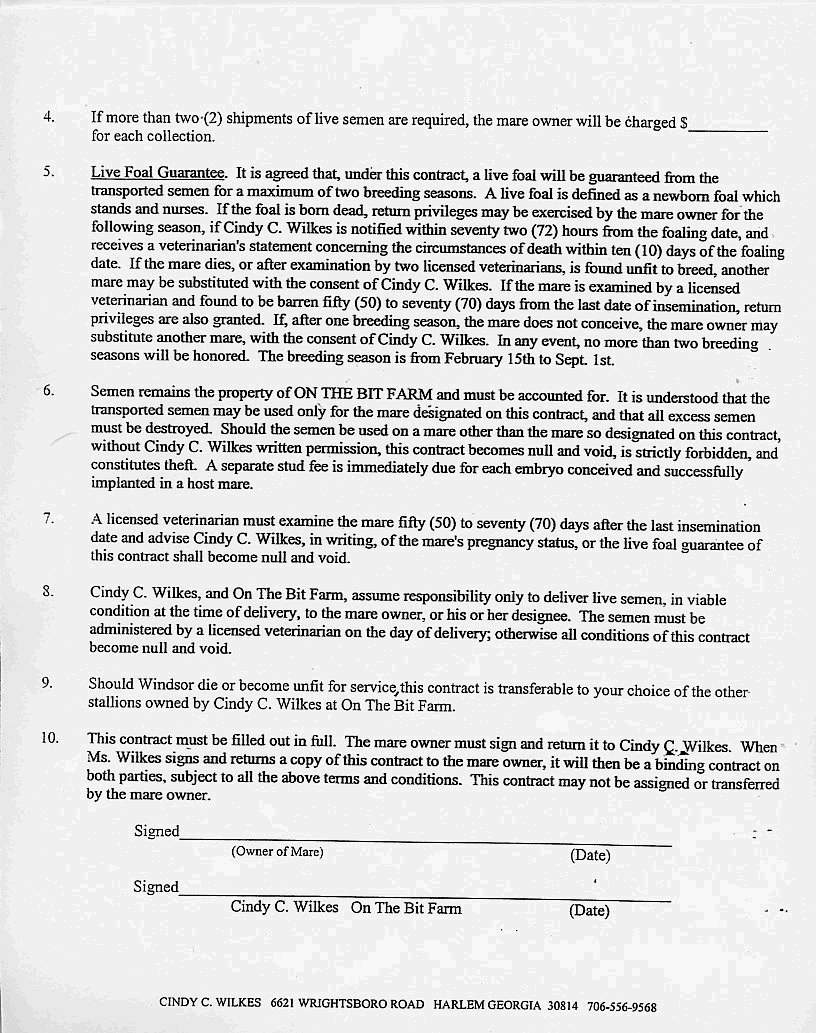 4. If more than two (2) shipments of live semen are required, the mare owner will be charged $________
for each collection.
5. Live Foal Guarantee. It is agreed that, under this contract, a live foal will be guaranteed from the
transported semen for a maximum of two breeding seasons. A live foal is defined as a newborn foal which
stands and nurses. If the foal is born dead, return privileges may be exercised by the mare owner for the
following season, if Cindy C. Wilkes is notified within seventy two (72) hours from the foaling date, and
receives a veterinarian's statement concerning the circumstances of death within ten (10) days of the foaling
date. If the mare dies, or after examination by two licensed veterinarians, is found unfit to breed, another
mare may be substituted with the consent of Cindy C. Wilkes. If the mare is examined by a licensed
veterinarian and found to be barren fifty (50) to seventy (70) days from the last date of insemination, return
privileges are also granted. If, after one breeding season, the mare does not conceive, the mare owner may
substitute another mare, with the consent of Cindy C. Wilkes. In any event, no more than two breeding
seasons will be honored. The breeding season is from February 15th to Sept. 1st.
6. Semen remains the property of ON THE BIT FARM and must be accounted for. It is understood that the
transported semen may be used only for the mare designated on this contract, and that all excess semen
must be destroyed. Should the semen be used on a mare other than the mare so designated on this contract,
without Cindy C. Wilkes written permission, this contract becomes null and void, is strictly forbidden, and
constitutes theft. A separate stud fee is immediately due for each embryo conceived and successfully
implanted in a host mare.
7. A licensed veterinarian must examine the mare fifty (50) to seventy (70) days after the last insemination
date and advise Cindy C. Wilkes, in writing, of the mare's pregnancy status, or the live foal guarantee of
this contract shall become null and void.
8. Cindy C. Wilkes, and On The Bit Farm, assume responsibility only to deliver live semen, in viable
condition at the time of delivery, to the mare owner, or his or her designee. The semen must be
administered by a licensed veterinarian on the day of delivery; otherwise all conditions of this contract
become null and void.
9. Should Windsor die or become unfit for service, this contract is transferable to your choice of the other
stallions owned by Cindy C. Wilkes at On The Bit Farm.
10. This contract must be filled out in full. The mare owner must sign and return it to Cindy C. Wilkes. When
Ms. Wilkes signs and returns a copy of this contract to the mare owner, it will then be a binding contract on
both parties, subject to all the above terms and conditions. This contract may not be assigned or transferred
by the mare owner.
Signed________
(Owner of Mare) (Date)
Signed________
Cindy C. Wilkes On The Bit Farm (Date)
CINDY C. WILKES 6621 WRIGHTSBORO ROAD HARLEM GEORGIA 30814 706-556-9568